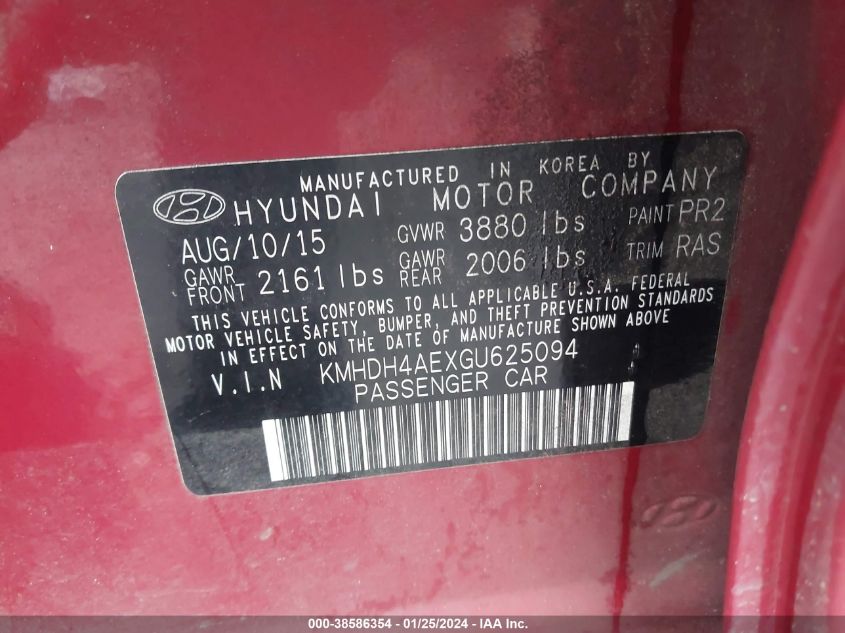 MANUFACTURED IN KOREA BY
HYUNDAI MOTOR COMPANY
AUG/10/15 GVWR 3880 lbs PAINT PR2
GAWR FRONT 2161 lbs GAWR REAR 2006 lbs TRIM RAS
THIS VEHICLE CONFORMS TO ALL APPLICABLE U.S.A. FEDERAL
MOTOR VEHICLE SAFETY, BUMPER, AND THEFT PREVENTION STANDARDS
IN EFFECT ON THE DATE OF MANUFACTURE SHOWN ABOVE
V.I.N KMHDH4AEXGU625094
PASSENGER CAR
000-38586354 - 01/25/2024 - IAA Inc.